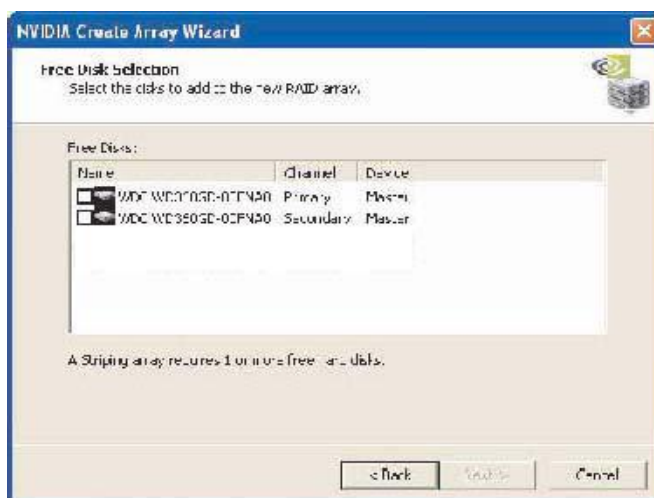 NVIDIA Create Array Wizard
Free Disk Selection
Select the disks to add to the new RAID array.
Free Disks:
Name Channel Device
WDC Primary Master
WDC Secondary Master
A Striping array requires 1 or more free hard disks.
< Back Next > Cancel